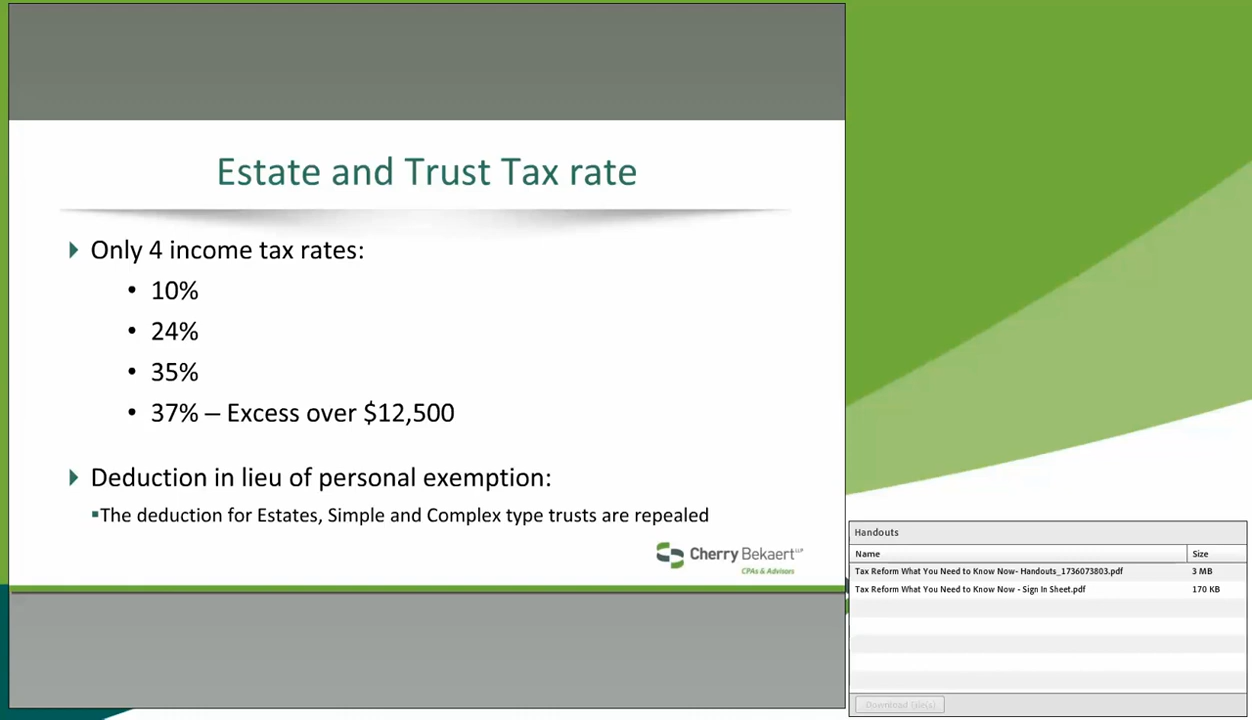 Estate and Trust Tax rate
Only 4 income tax rates:
• 10%
• 24%
• 35%
• 37% – Excess over $12,500
Deduction in lieu of personal exemption:
▪The deduction for Estates, Simple and Complex type trusts are repealed
Cherry Bekaert LLP
CPAs & Advisors
Handouts
Name Size
Tax Reform What You Need to Know Now- Handouts_1736073803.pdf 3 MB
Tax Reform What You Need to Know Now - Sign In Sheet.pdf 170 KB
Download File(s)